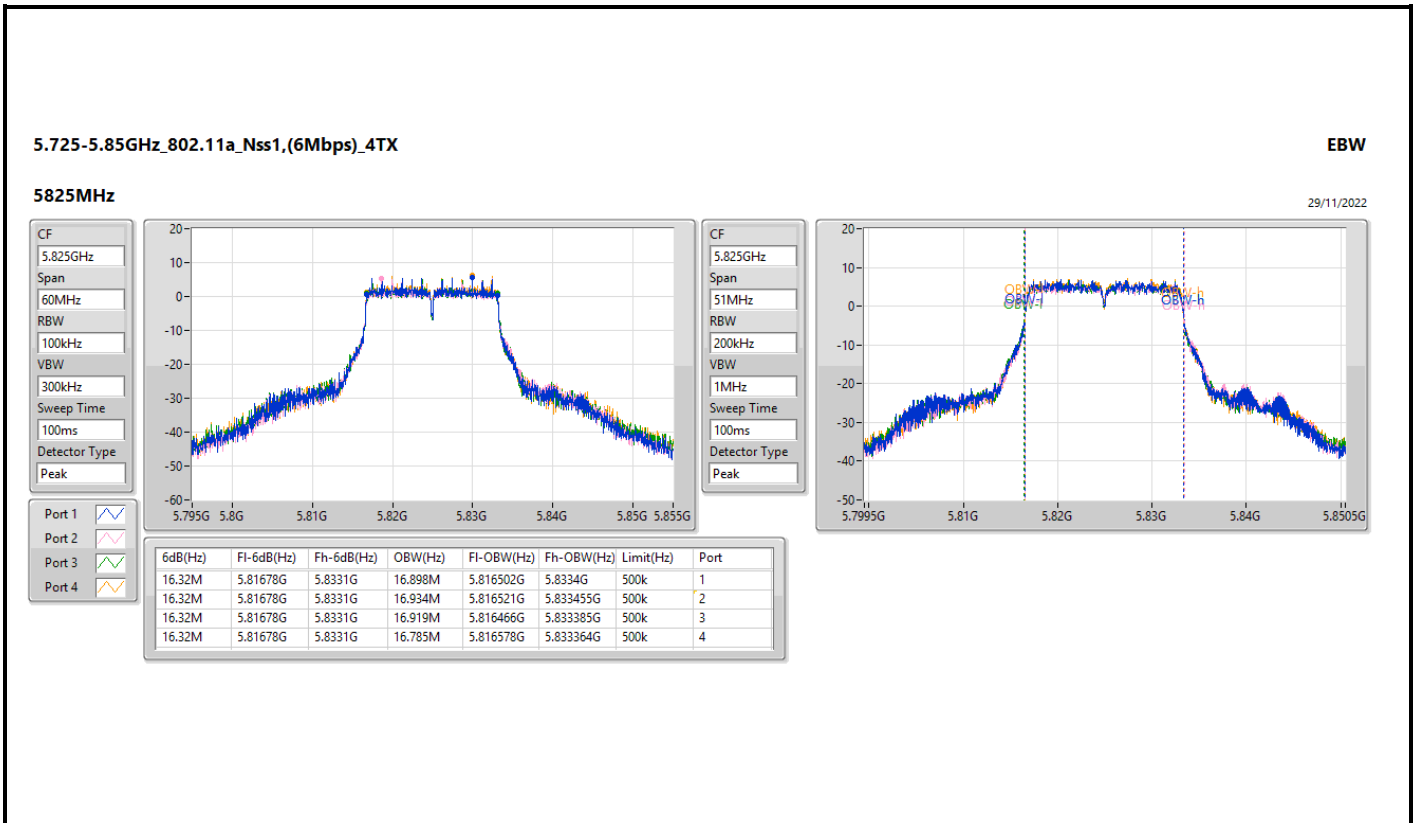 5.725-5.85GHz_802.11a_Nss1,(6Mbps)_4TX
EBW
5825MHz
29/11/2022
CF
5.825GHz
Span
60MHz
RBW
100kHz
VBW
300kHz
Sweep Time
100ms
Detector Type
Peak
Port 1
Port 2
Port 3
Port 4
20
10
0
-10
-20
-30
-40
-50
-60
5.795G 5.8G 5.81G 5.82G 5.83G 5.84G 5.85G 5.855G
CF
5.825GHz
Span
51MHz
RBW
200kHz
VBW
1MHz
Sweep Time
100ms
Detector Type
Peak
20
10
0
-10
-20
-30
-40
-50
5.7995G 5.81G 5.82G 5.83G 5.84G 5.8505G
OBW-l
OBW-h
6dB(Hz) Fl-6dB(Hz) Fh-6dB(Hz) OBW(Hz) Fl-OBW(Hz) Fh-OBW(Hz) Limit(Hz) Port
16.32M 5.81678G 5.8331G 16.898M 5.816502G 5.8334G 500k 1
16.32M 5.81678G 5.8331G 16.934M 5.816521G 5.833455G 500k 2
16.32M 5.81678G 5.8331G 16.919M 5.816466G 5.833385G 500k 3
16.32M 5.81678G 5.8331G 16.785M 5.816578G 5.833364G 500k 4